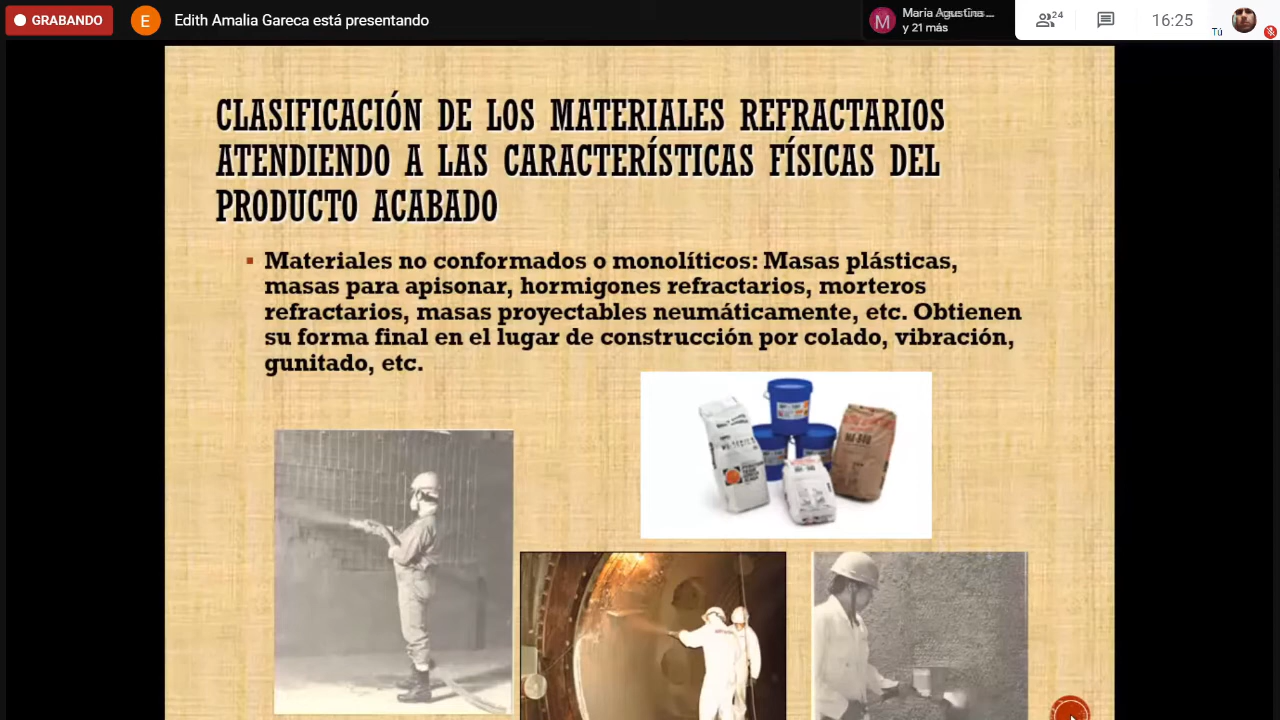 GRABANDO
E
Edith Amalia Gareca está presentando
M
Maria Agustina
y 21 más
24
16:25
Tú
CLASIFICACIÓN DE LOS MATERIALES REFRACTARIOS
ATENDIENDO A LAS CARACTERÍSTICAS FÍSICAS DEL
PRODUCTO ACABADO
▪ Materiales no conformados o monolíticos: Masas plásticas,
masas para apisonar, hormigones refractarios, morteros
refractarios, masas proyectables neumáticamente, etc. Obtienen
su forma final en el lugar de construcción por colado, vibración,
gunitado, etc.